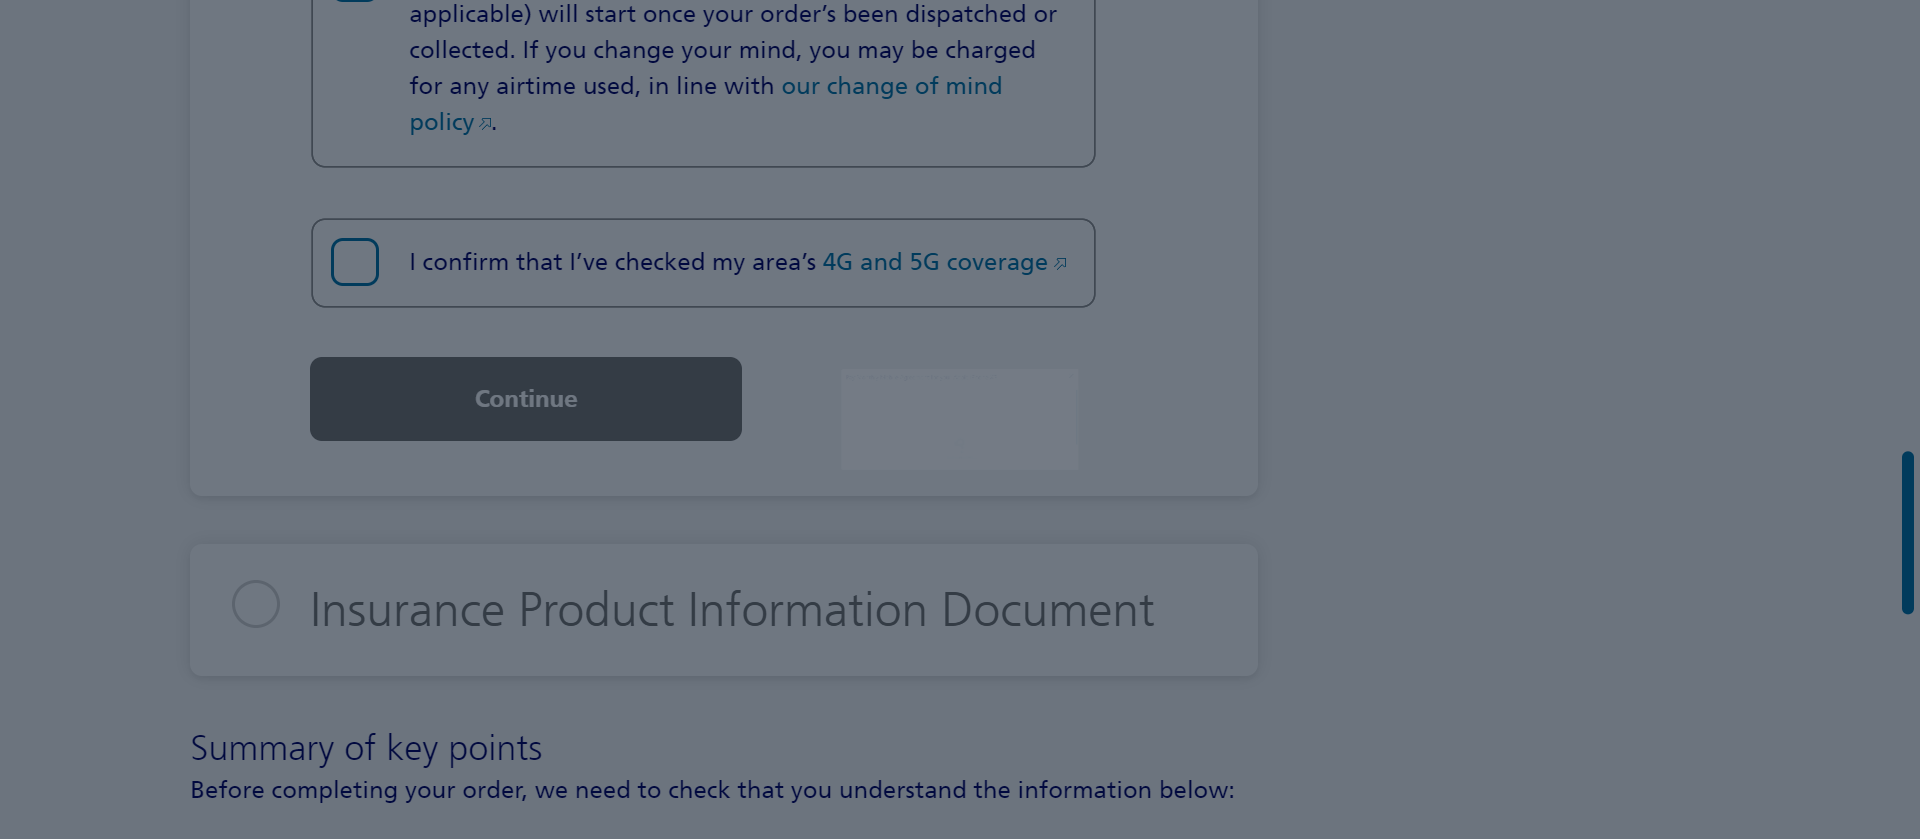 applicable) will start once your order’s been dispatched or
collected. If you change your mind, you may be charged
for any airtime used, in line with our change of mind
policy.
I confirm that I’ve checked my area’s 4G and 5G coverage
Continue
Insurance Product Information Document
Summary of key points
Before completing your order, we need to check that you understand the information below: